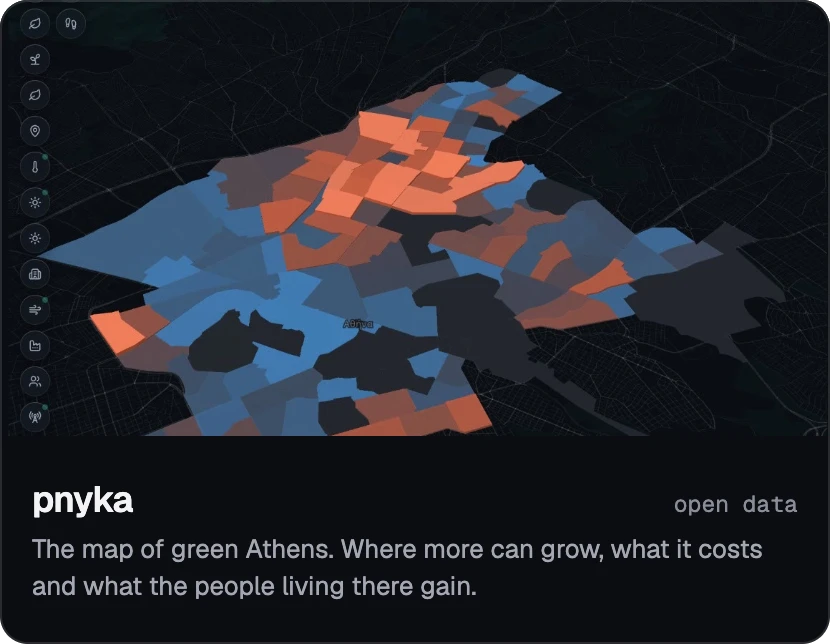 Αθήνα
pnyka
open data
The map of green Athens. Where more can grow, what it costs
and what the people living there gain.